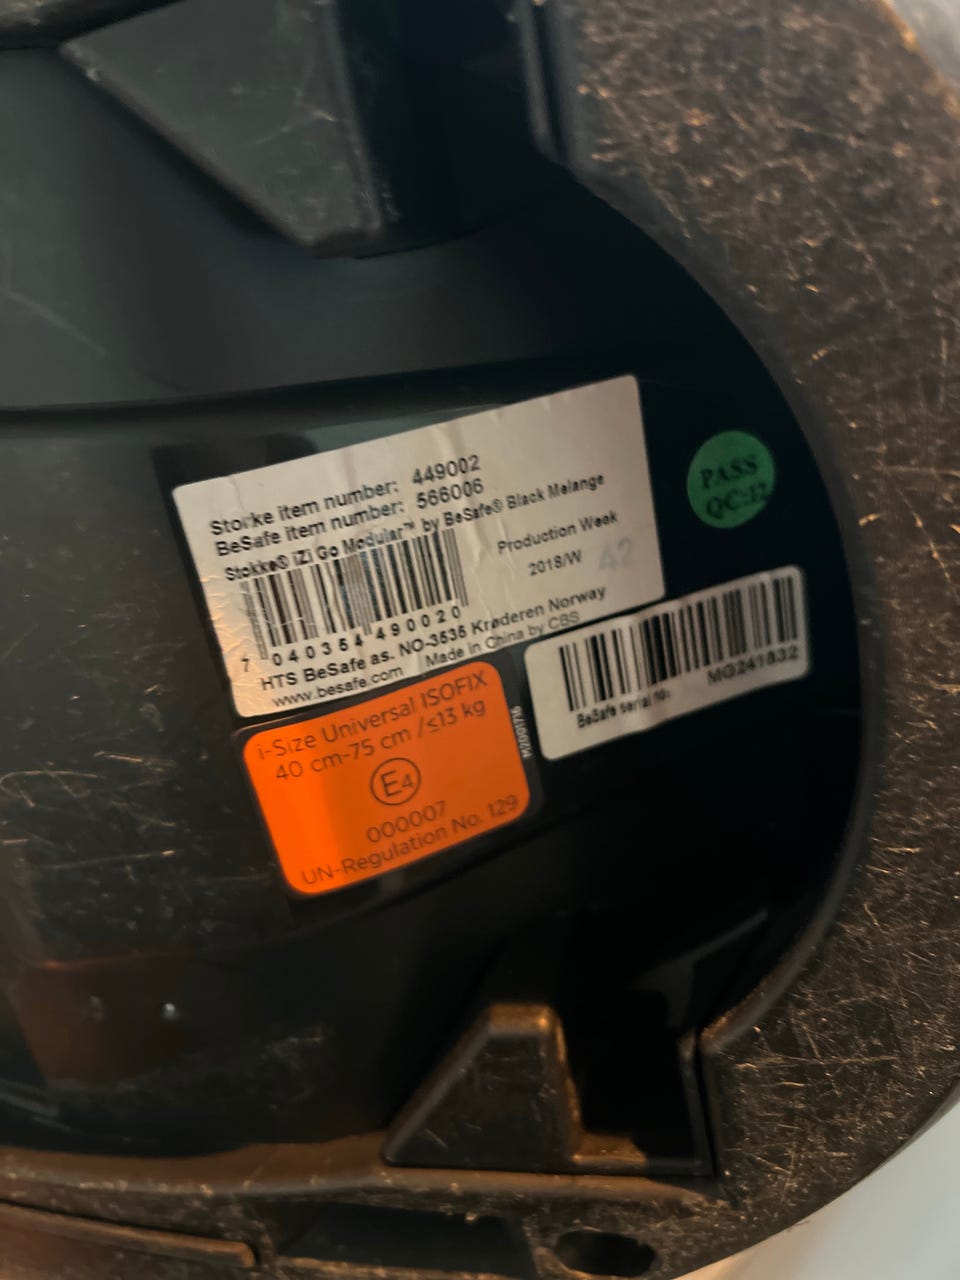 Stokke item number: 449002
BeSafe item number: 566006
Stokke® iZi Go Modular™ by BeSafe® Black Melange
Production Week
2018/W 42
7 040354 490020
HTS BeSafe as. NO-3535 Krøderen Norway
www.besafe.com Made in China by CBS
PASS
QC:12
BeSafe serial no:
MG241832
i-Size Universal ISOFIX
40 cm-75 cm /≤13 kg
E4
000007
UN-Regulation No. 129